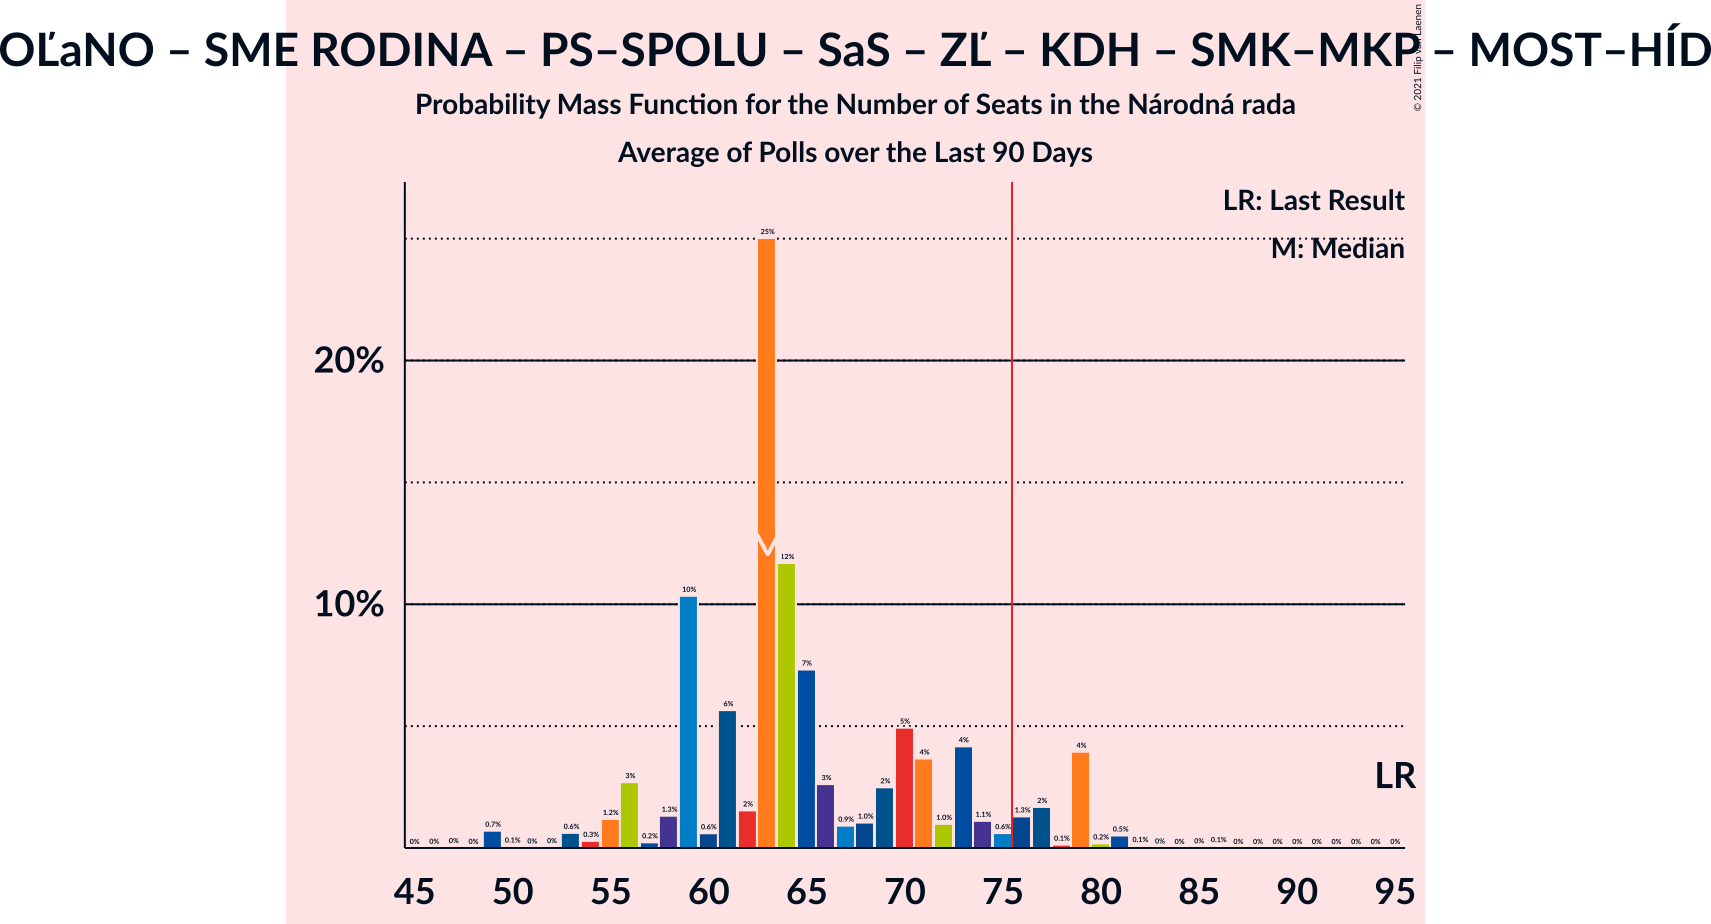 OĽaNO – SME RODINA – PS–SPOLU – SaS – ZĽ – KDH – SMK–MKP – MOST–HÍD
© 2021 Filip van Laenen
Probability Mass Function for the Number of Seats in the Národná rada
Average of Polls over the Last 90 Days
LR: Last Result
M: Median
25%
20%
12%
10%
10%
7%
6%
5%
4%
4%
4%
LR
0% 0% 0% 0% 0.7% 0.1% 0% 0% 0.6% 0.3% 1.2% 3% 0.2% 1.3% 0.6% 2% 3% 0.9% 1.0% 2% 1.0% 1.1% 0.6% 1.3% 2% 0.1% 0.2% 0.5% 0.1% 0% 0% 0% 0.1% 0% 0% 0% 0% 0% 0% 0% 0% 0%
45 50 55 60 65 70 75 80 85 90 95